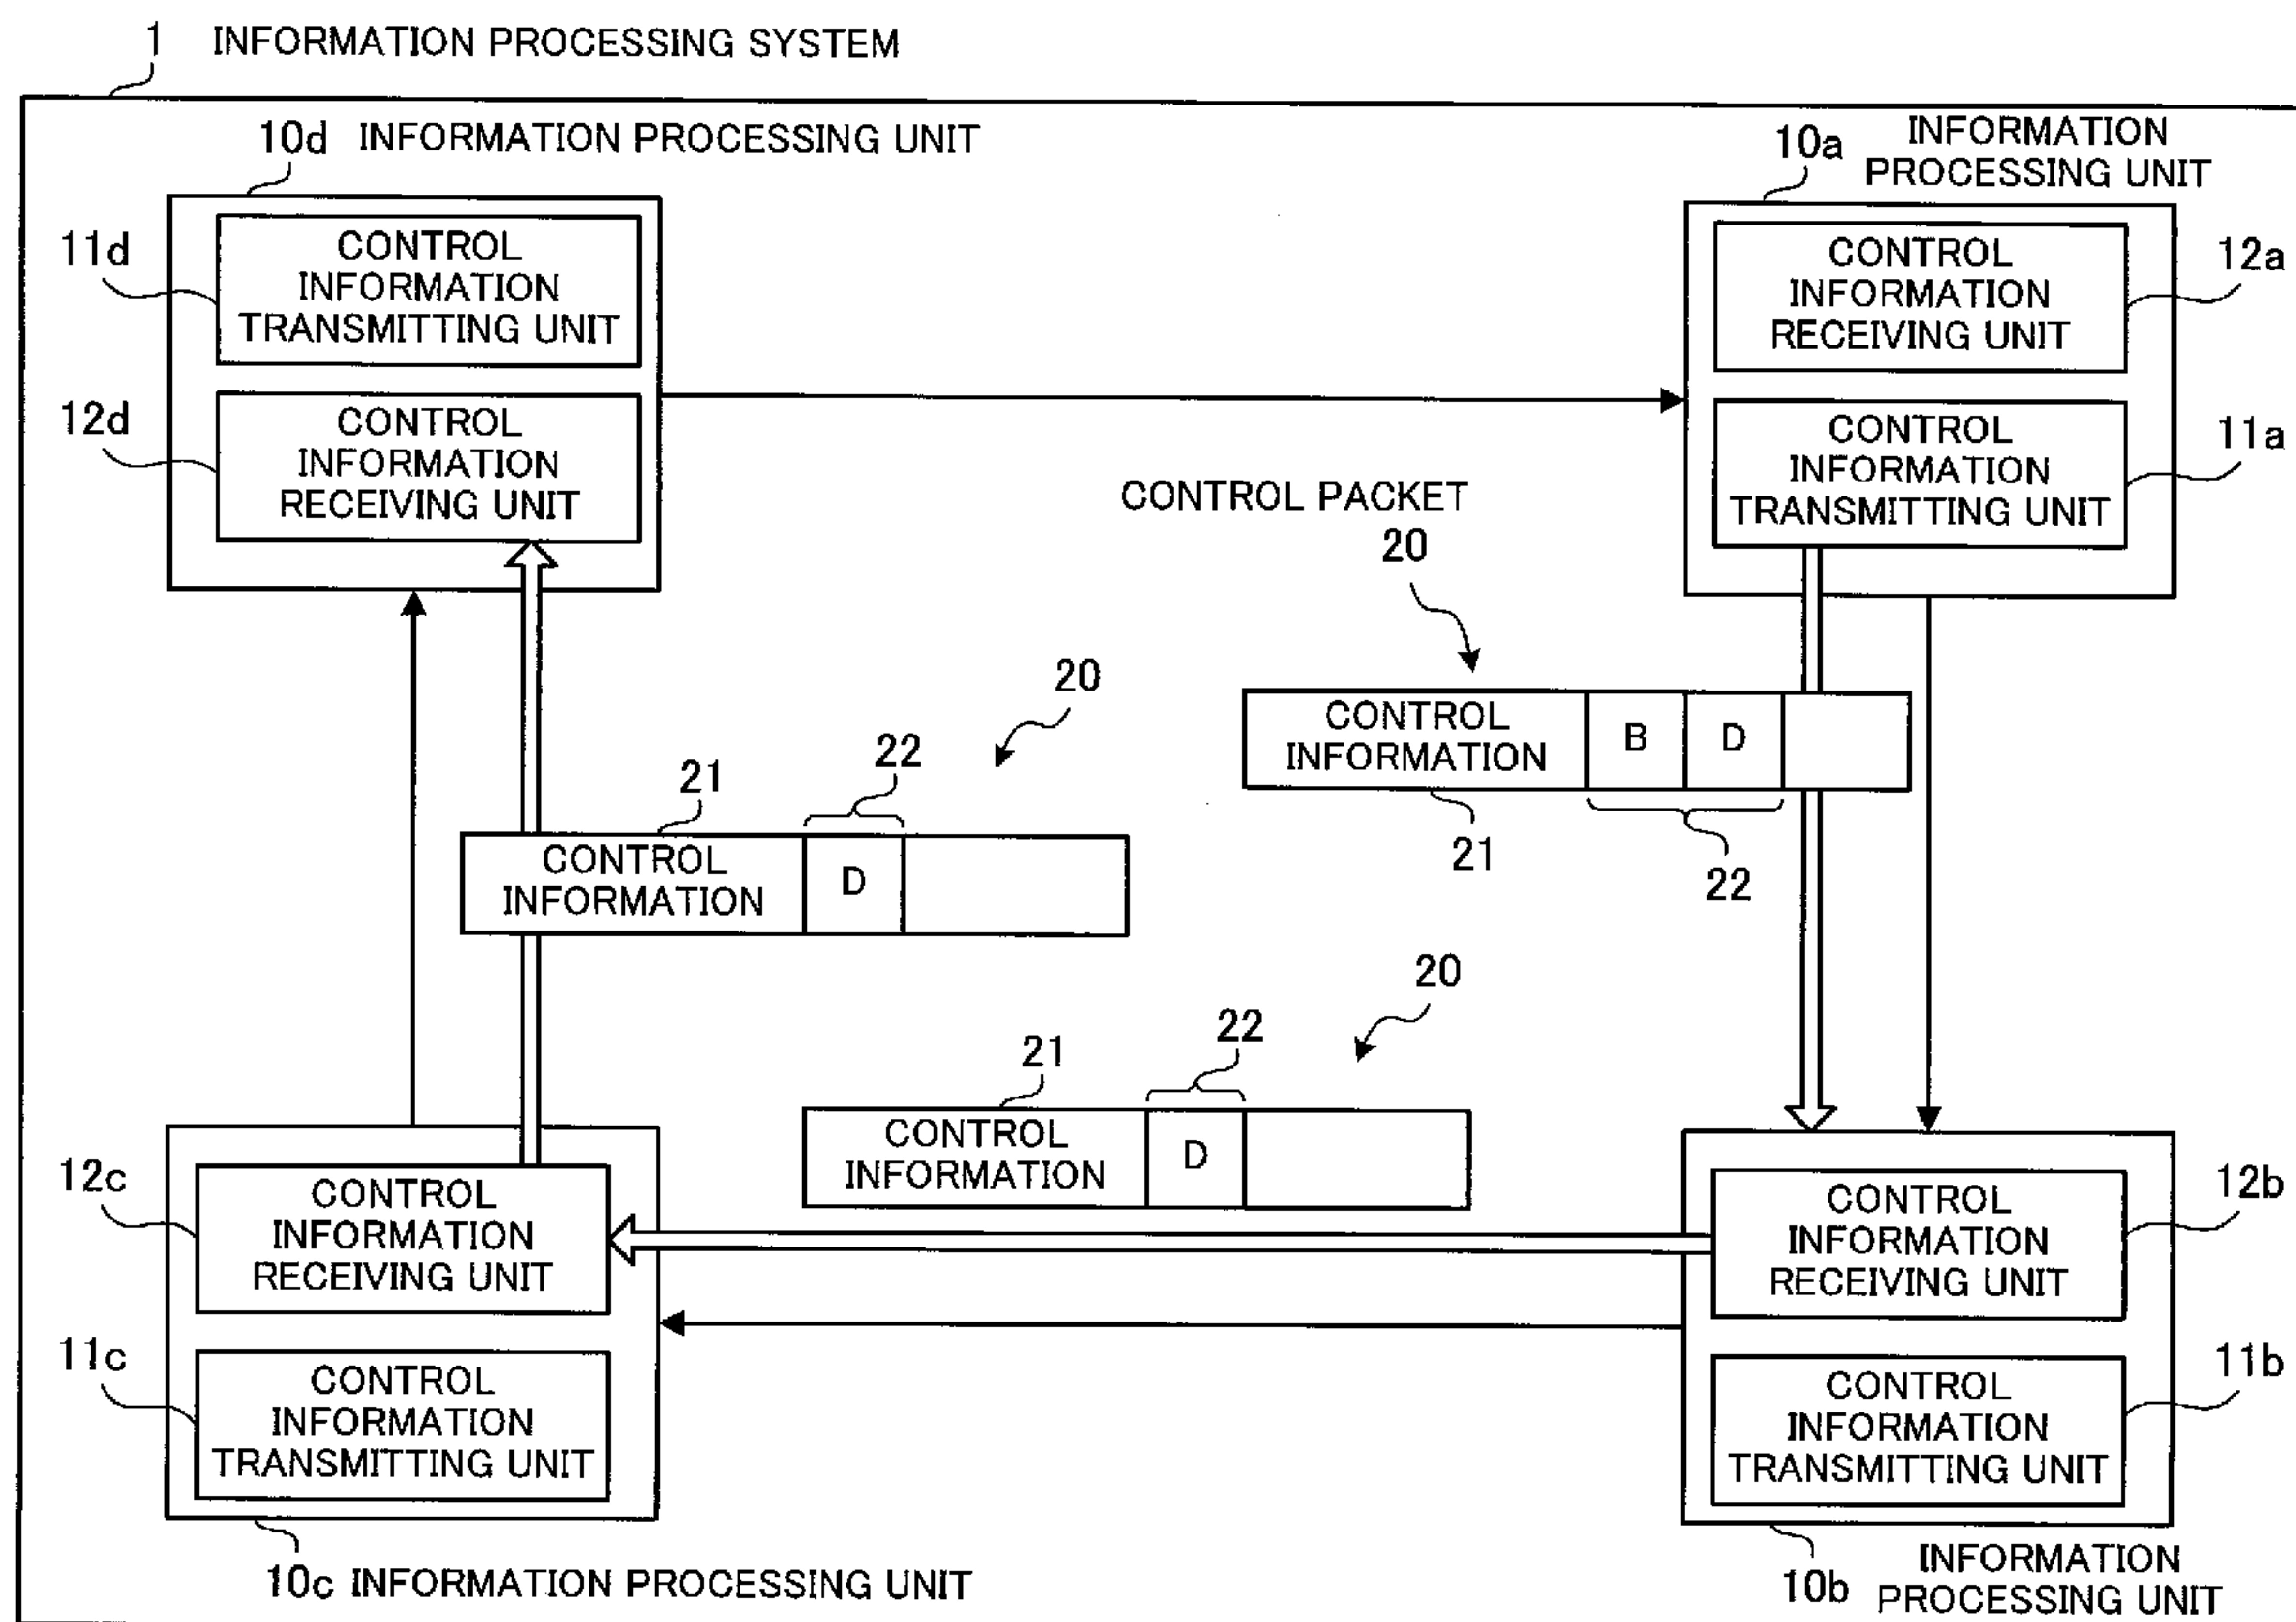 1 INFORMATION PROCESSING SYSTEM
10d INFORMATION PROCESSING UNIT
11d
CONTROL
INFORMATION
TRANSMITTING UNIT
12d
CONTROL
INFORMATION
RECEIVING UNIT
10a
INFORMATION
PROCESSING UNIT
CONTROL
INFORMATION
RECEIVING UNIT
12a
CONTROL
INFORMATION
TRANSMITTING UNIT
11a
CONTROL PACKET
20
CONTROL
INFORMATION
B
D
21
22
20
21
22
CONTROL
INFORMATION
D
20
21
22
CONTROL
INFORMATION
D
12c
CONTROL
INFORMATION
RECEIVING UNIT
11c
CONTROL
INFORMATION
TRANSMITTING UNIT
10c INFORMATION PROCESSING UNIT
CONTROL
INFORMATION
RECEIVING UNIT
12b
CONTROL
INFORMATION
TRANSMITTING UNIT
11b
10b
INFORMATION
PROCESSING UNIT